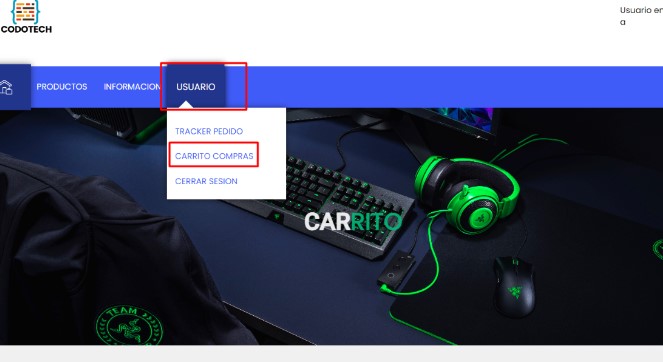 CODOTECH
Usuario en
a
PRODUCTOS
INFORMACION
USUARIO
TRACKER PEDIDO
CARRITO COMPRAS
CERRAR SESION
CARRITO
TEAM